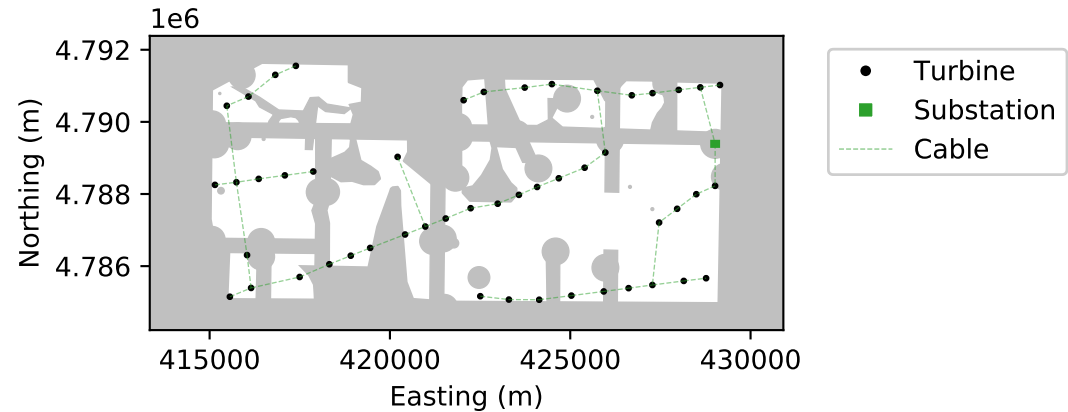 1e6
4.792
4.790
4.788
4.786
Northing (m)
415000 420000 425000 430000
Easting (m)
Turbine
Substation
Cable